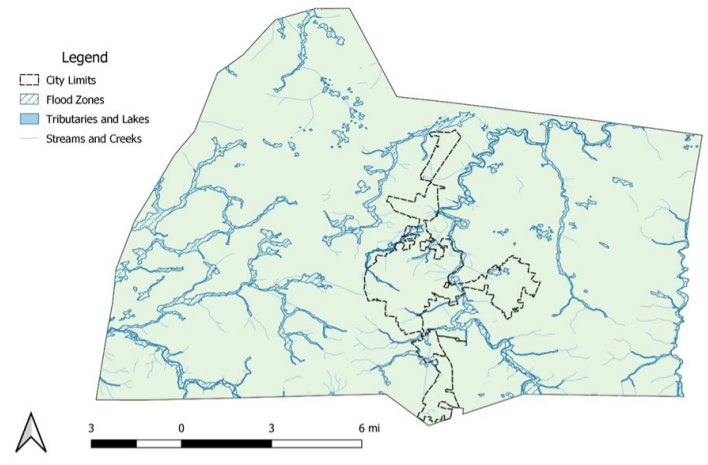 Legend
City Limits
Flood Zones
Tributaries and Lakes
Streams and Creeks
3 0 3 6 mi